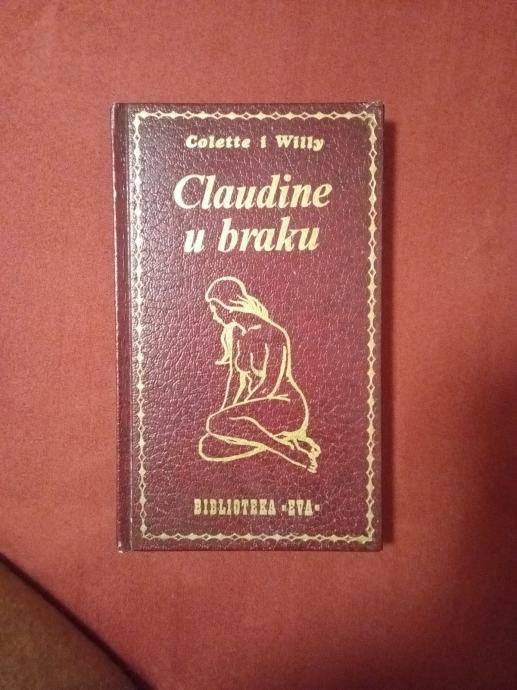 Colette i Willy
Claudine
u braku
BIBLIOTEKA »EVA«